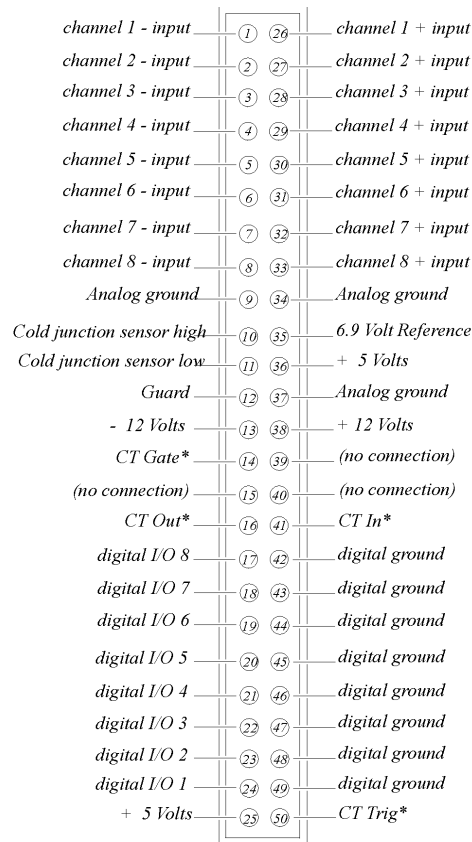 channel 1 - input 1 26 channel 1 + input
channel 2 - input 2 27 channel 2 + input
channel 3 - input 3 28 channel 3 + input
channel 4 - input 4 29 channel 4 + input
channel 5 - input 5 30 channel 5 + input
channel 6 - input 6 31 channel 6 + input
channel 7 - input 7 32 channel 7 + input
channel 8 - input 8 33 channel 8 + input
Analog ground 9 34 Analog ground
Cold junction sensor high 10 35 6.9 Volt Reference
Cold junction sensor low 11 36 + 5 Volts
Guard 12 37 Analog ground
- 12 Volts 13 38 + 12 Volts
CT Gate* 14 39 (no connection)
(no connection) 15 40 (no connection)
CT Out* 16 41 CT In*
digital I/O 8 17 42 digital ground
digital I/O 7 18 43 digital ground
digital I/O 6 19 44 digital ground
digital I/O 5 20 45 digital ground
digital I/O 4 21 46 digital ground
digital I/O 3 22 47 digital ground
digital I/O 2 23 48 digital ground
digital I/O 1 24 49 digital ground
+ 5 Volts 25 50 CT Trig*